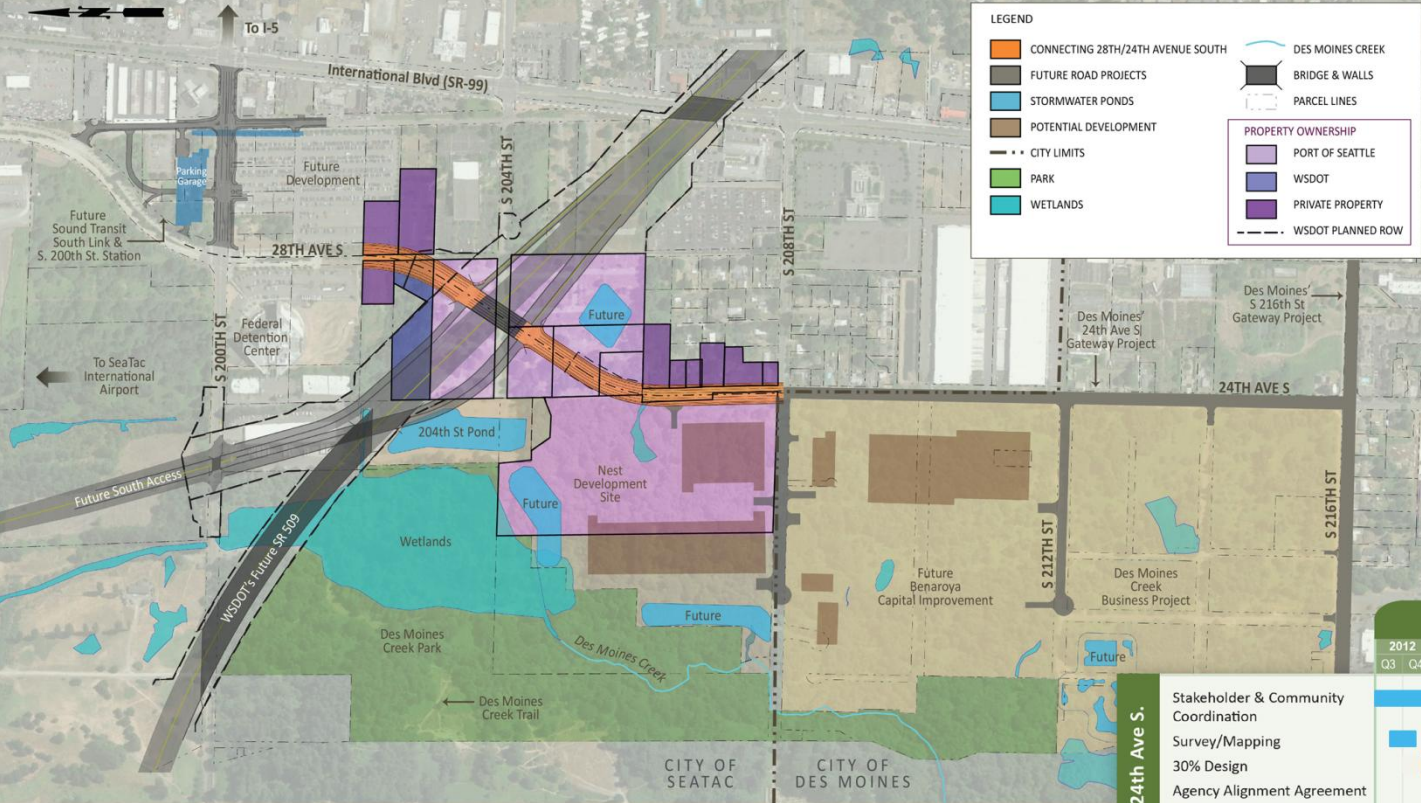 To I-5
International Blvd (SR-99)
Parking
Garage
Future
Development
Future
Sound Transit
South Link &
S. 200th St. Station
28TH AVE S
S 204TH ST
S 208TH ST
S 200TH ST
Federal
Detention
Center
To SeaTac
International
Airport
Future
204th St Pond
Future South Access
WSDOT's Future SR 509
Nest
Development
Site
Future
Wetlands
Des Moines
Creek Park
Des Moines Creek
Future
Des Moines
Creek Trail
CITY OF
SEATAC
CITY OF
DES MOINES
Future
Benaroya
Capital Improvement
S 212TH ST
Des Moines
Creek
Business Project
S 216TH ST
Future
24TH AVE S
Des Moines'
24th Ave S
Gateway Project
Des Moines'
S 216th St
Gateway Project
LEGEND
CONNECTING 28TH/24TH AVENUE SOUTH
FUTURE ROAD PROJECTS
STORMWATER PONDS
POTENTIAL DEVELOPMENT
CITY LIMITS
PARK
WETLANDS
DES MOINES CREEK
BRIDGE & WALLS
PARCEL LINES
PROPERTY OWNERSHIP
PORT OF SEATTLE
WSDOT
PRIVATE PROPERTY
WSDOT PLANNED ROW
2012
Q3 Q4
24th Ave S.
Stakeholder & Community
Coordination
Survey/Mapping
30% Design
Agency Alignment Agreement